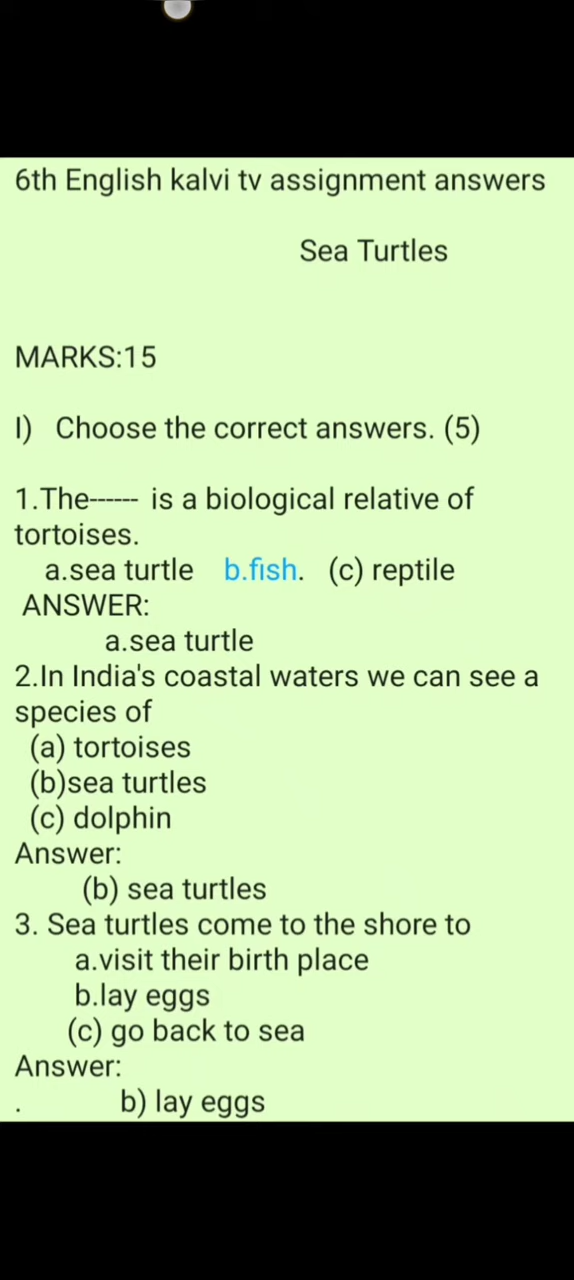 6th English kalvi tv assignment answers
Sea Turtles
MARKS:15
I) Choose the correct answers. (5)
1.The------ is a biological relative of
tortoises.
a.sea turtle b.fish. (c) reptile
ANSWER:
a.sea turtle
2.In India's coastal waters we can see a
species of
(a) tortoises
(b)sea turtles
(c) dolphin
Answer:
(b) sea turtles
3. Sea turtles come to the shore to
a.visit their birth place
b.lay eggs
(c) go back to sea
Answer:
. b) lay eggs